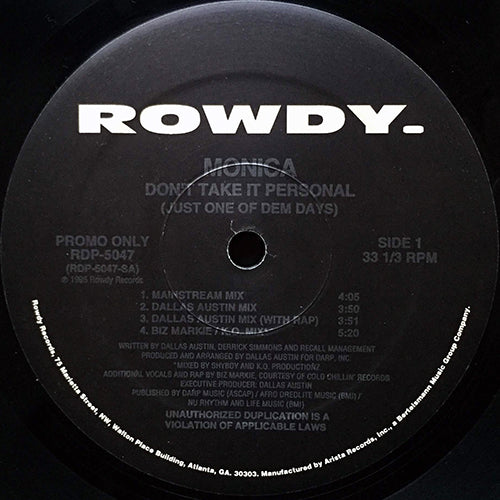 ROWDY.
MONICA
DON'T TAKE IT PERSONAL
(JUST ONE OF DEM DAYS)
PROMO ONLY
RDP-5047
(RDP-5047-SA)
℗ 1995 Rowdy Records
SIDE 1
33 1/3 RPM
1. MAINSTREAM MIX 4:05
2. DALLAS AUSTIN MIX 3:51
3. DALLAS AUSTIN MIX (WITH RAP) 3:51
4. BIZ MARKIE / K.O. MIX* 5:20
WRITTEN BY DALLAS AUSTIN, DERRICK SIMMONS AND RECALL MANAGEMENT
PRODUCED AND ARRANGED BY DALLAS AUSTIN FOR DARP, INC.
*MIXED BY SHYBOY AND K.O. PRODUCTIONZ
ADDITIONAL VOCALS AND RAP BY BIZ MARKIE, COURTESY OF COLD CHILLIN' RECORDS
EXECUTIVE PRODUCER: DALLAS AUSTIN
PUBLISHED BY DARP MUSIC (ASCAP) / AFRO DREDLITE MUSIC (BMI) /
NU RHYTHM AND LIFE MUSIC (BMI)
UNAUTHORIZED DUPLICATION IS A
VIOLATION OF APPLICABLE LAWS
Rowdy Records, 75 Marietta Street, NW, Walton Place Building, Atlanta, GA. 30303. Manufactured by Arista Records, Inc., a Bertelsmann Music Group Company.